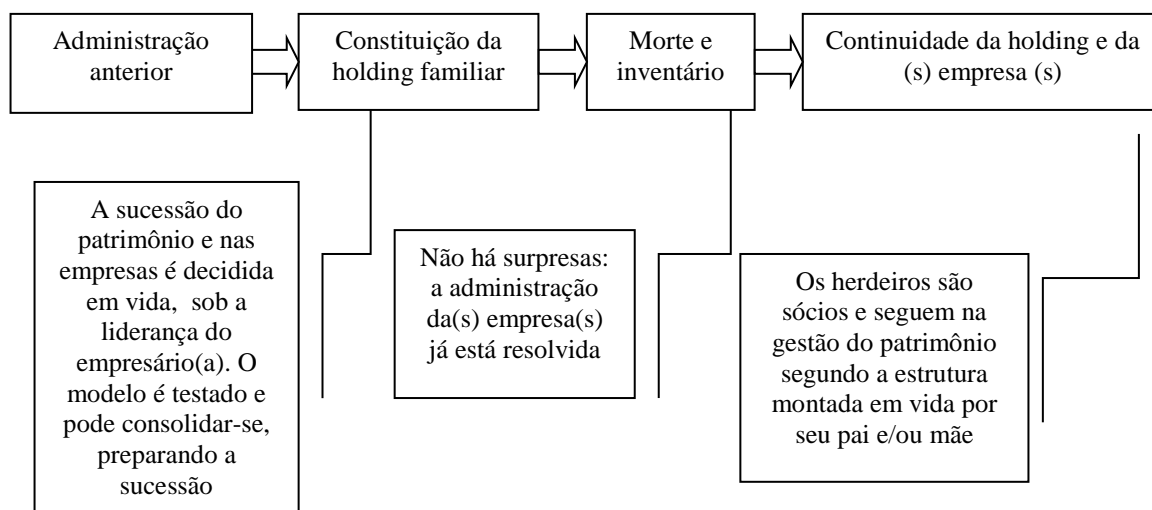 Administração
anterior
Constituição da
holding familiar
Morte e
inventário
Continuidade da holding e da
(s) empresa (s)
A sucessão do
patrimônio e nas
empresas é decidida
em vida, sob a
liderança do
empresário(a). O
modelo é testado e
pode consolidar-se,
preparando a
sucessão
Não há surpresas:
a administração
da(s) empresa(s)
já está resolvida
Os herdeiros são
sócios e seguem na
gestão do patrimônio
segundo a estrutura
montada em vida por
seu pai e/ou mãe